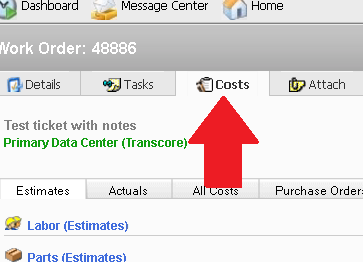 Dashboard Message Center Home
Work Order: 48886
Details Tasks Costs Attach
Test ticket with notes
Primary Data Center (Transcore)
Estimates Actuals All Costs Purchase Orders
Labor (Estimates)
Parts (Estimates)